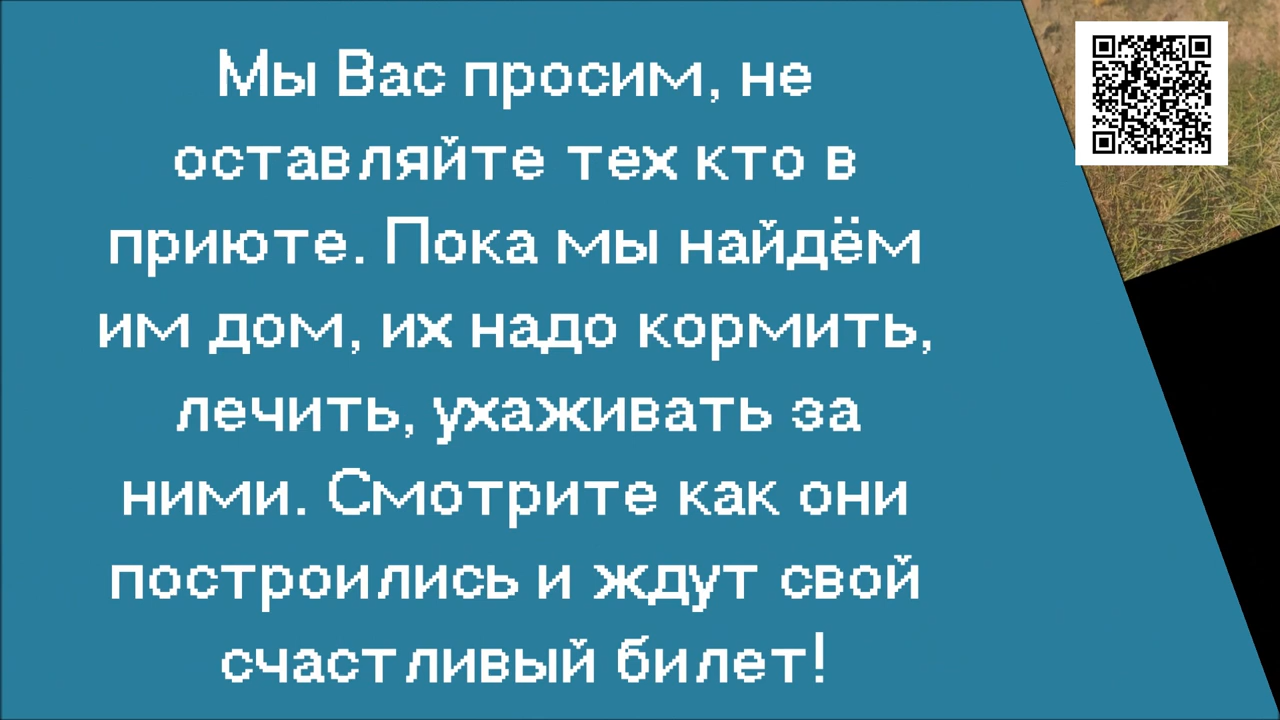 Мы Вас просим, не
оставляйте тех кто в
приюте. Пока мы найдём
им дом, их надо кормить,
лечить, ухаживать за
ними. Смотрите как они
построились и ждут свой
счастливый билет!